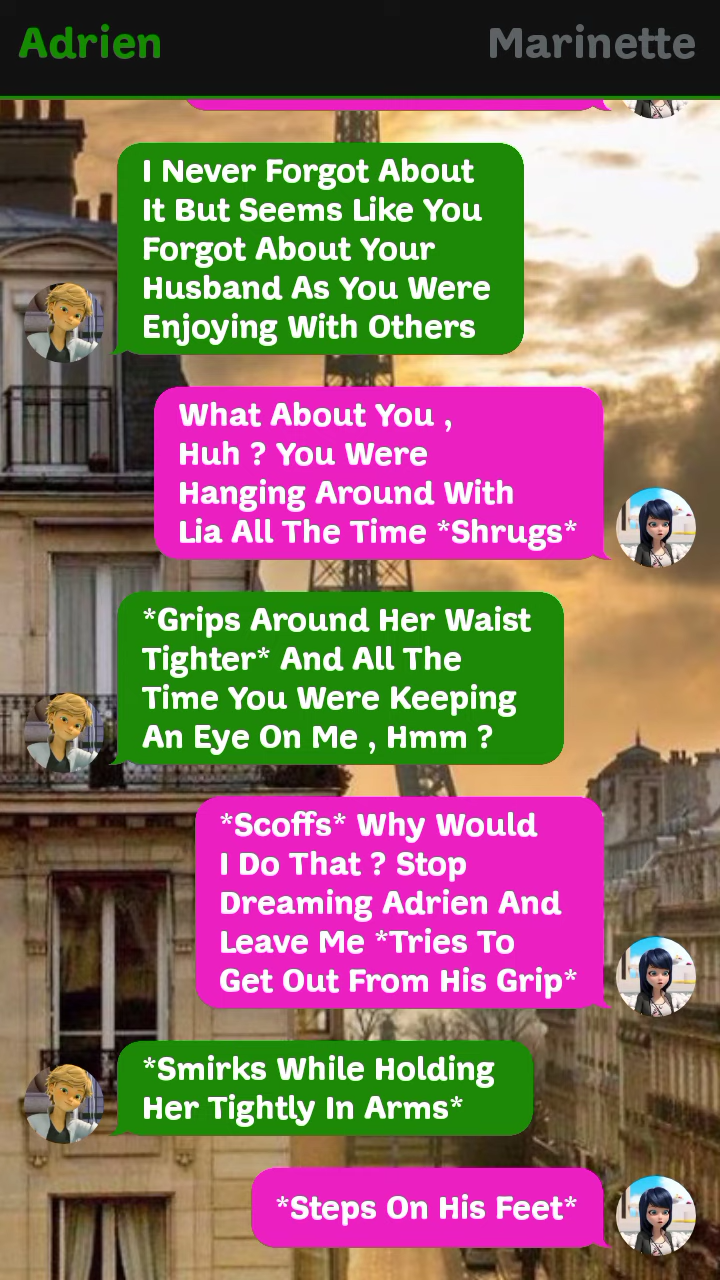 Adrien
Marinette
I Never Forgot About
It But Seems Like You
Forgot About Your
Husband As You Were
Enjoying With Others
What About You ,
Huh ? You Were
Hanging Around With
Lia All The Time *Shrugs*
*Grips Around Her Waist
Tighter* And All The
Time You Were Keeping
An Eye On Me , Hmm ?
*Scoffs* Why Would
I Do That ? Stop
Dreaming Adrien And
Leave Me *Tries To
Get Out From His Grip*
*Smirks While Holding
Her Tightly In Arms*
*Steps On His Feet*